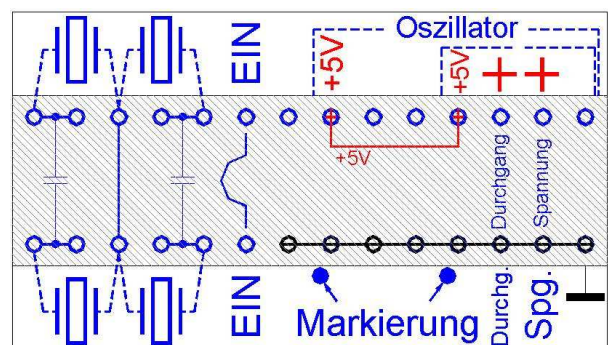 EIN
+5V
Oszillator
+5V
+5V
Durchgang
Spannung
EIN
Markierung
Durchg.
Spg.